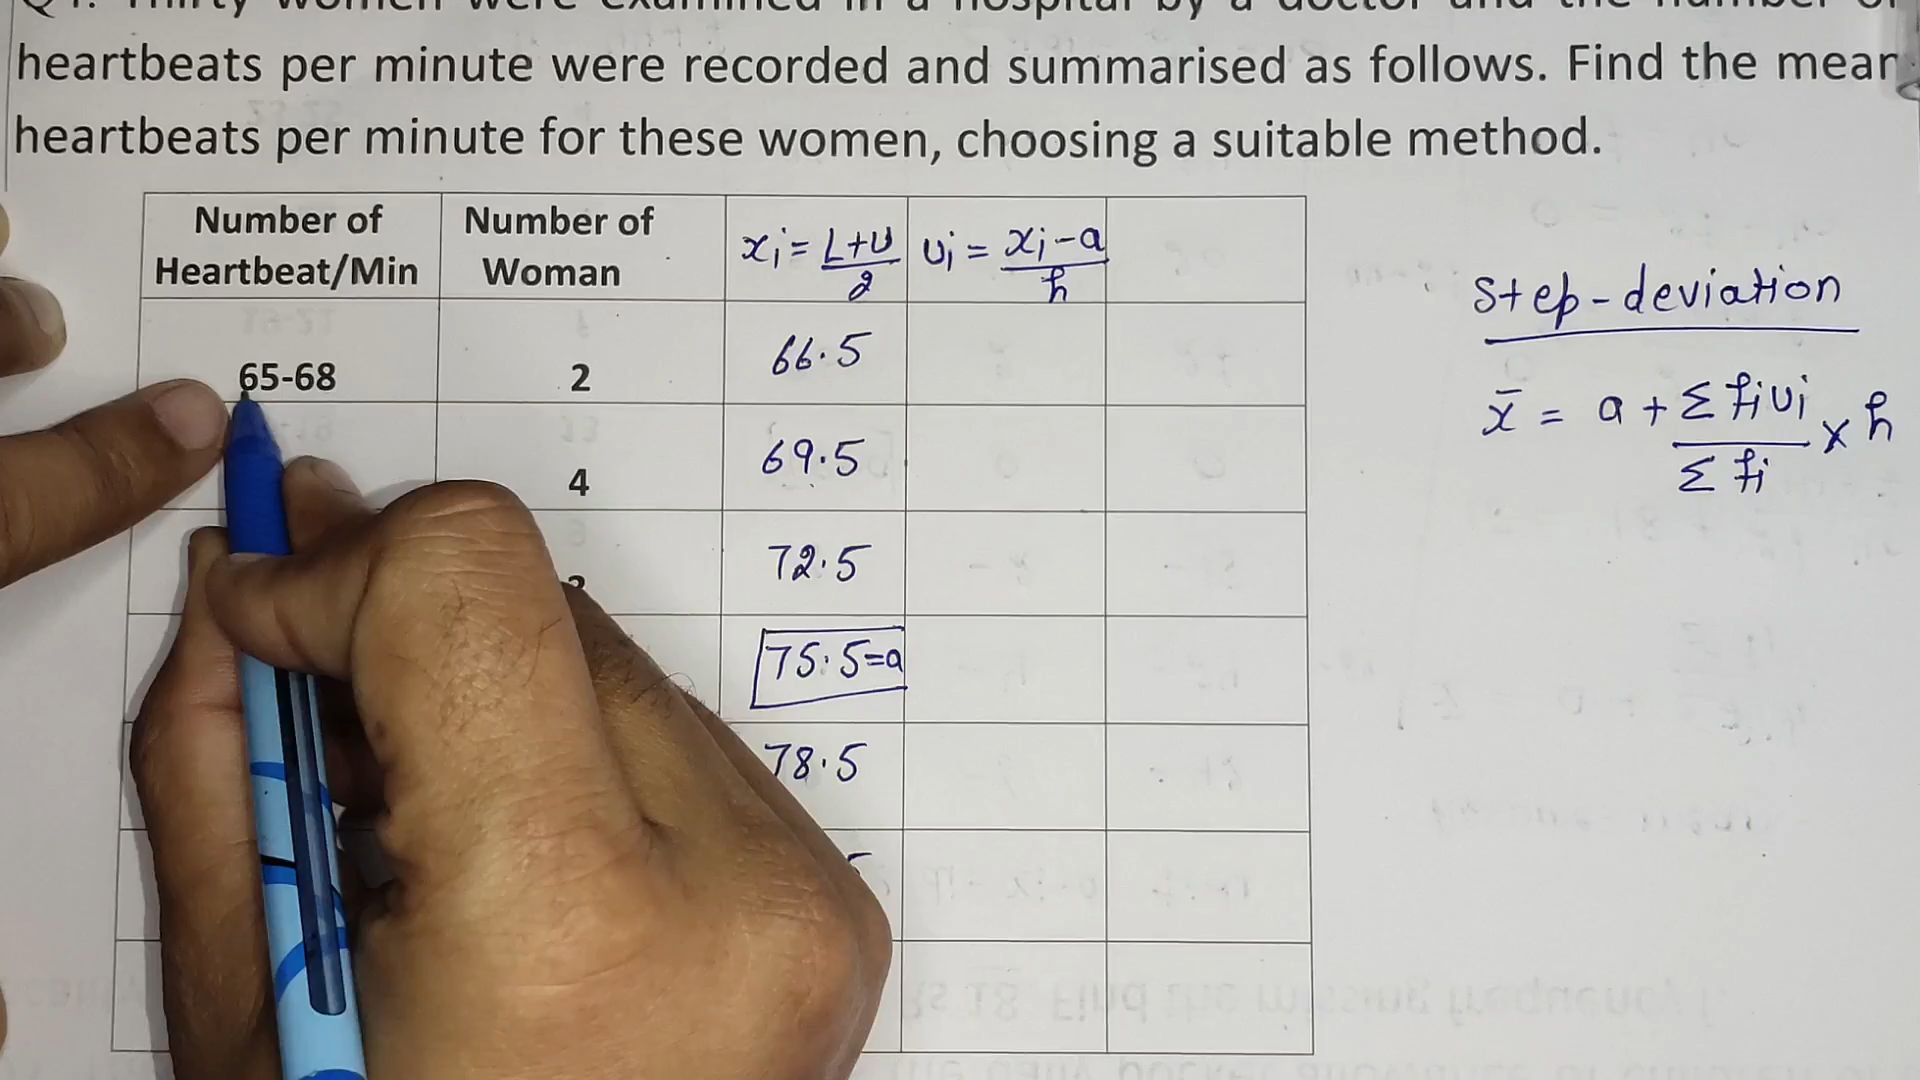 heartbeats per minute were recorded and summarised as follows. Find the mean
heartbeats per minute for these women, choosing a suitable method.
Number of Heartbeat/Min
Number of Woman
xi = L+U/2
ui = xi-a/h
65-68
2
66.5
4
69.5
72.5
75.5=a
78.5
Step-deviation
x̄ = a + Σfiui/Σfi × h